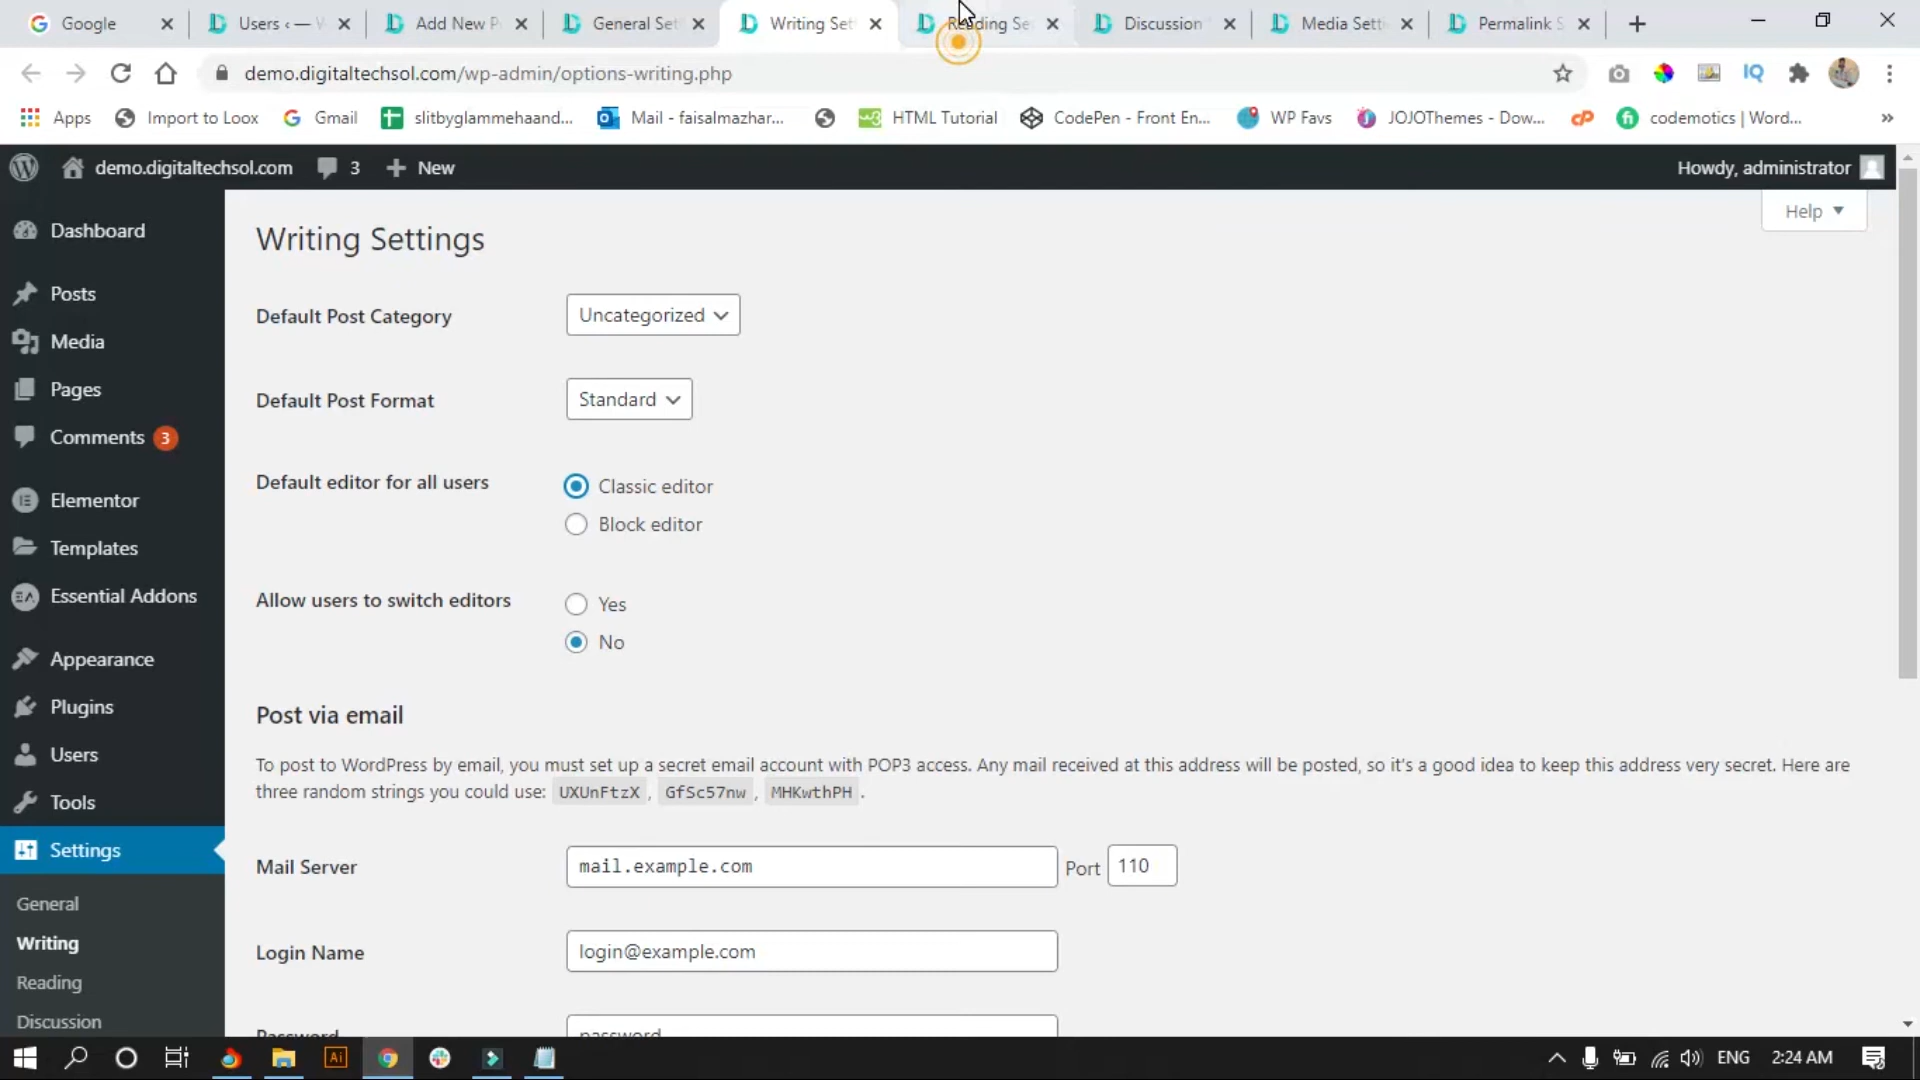 Google
Users ‹ —
Add New P
General Set
Writing Set
Reading Se
Discussion
Media Setti
Permalink S
demo.digitaltechsol.com/wp-admin/options-writing.php
IQ
Apps
Import to Loox
Gmail
slitbyglammehaand...
Mail - faisalmazhar...
HTML Tutorial
CodePen - Front En...
WP Favs
JOJOThemes - Dow...
codemotics | Word...
»
demo.digitaltechsol.com
3
New
Howdy, administrator
Help
Dashboard
Posts
Media
Pages
Comments 3
Elementor
Templates
Essential Addons
Appearance
Plugins
Users
Tools
Settings
General
Writing
Reading
Discussion
Writing Settings
Default Post Category
Uncategorized
Default Post Format
Standard
Default editor for all users
Classic editor
Block editor
Allow users to switch editors
Yes
No
Post via email
To post to WordPress by email, you must set up a secret email account with POP3 access. Any mail received at this address will be posted, so it's a good idea to keep this address very secret. Here are
three random strings you could use: UXUnFtzX , GfSc57nw , MHKwthPH .
Mail Server
mail.example.com
Port 110
Login Name
login@example.com
Password
password
Ai
ENG
2:24 AM